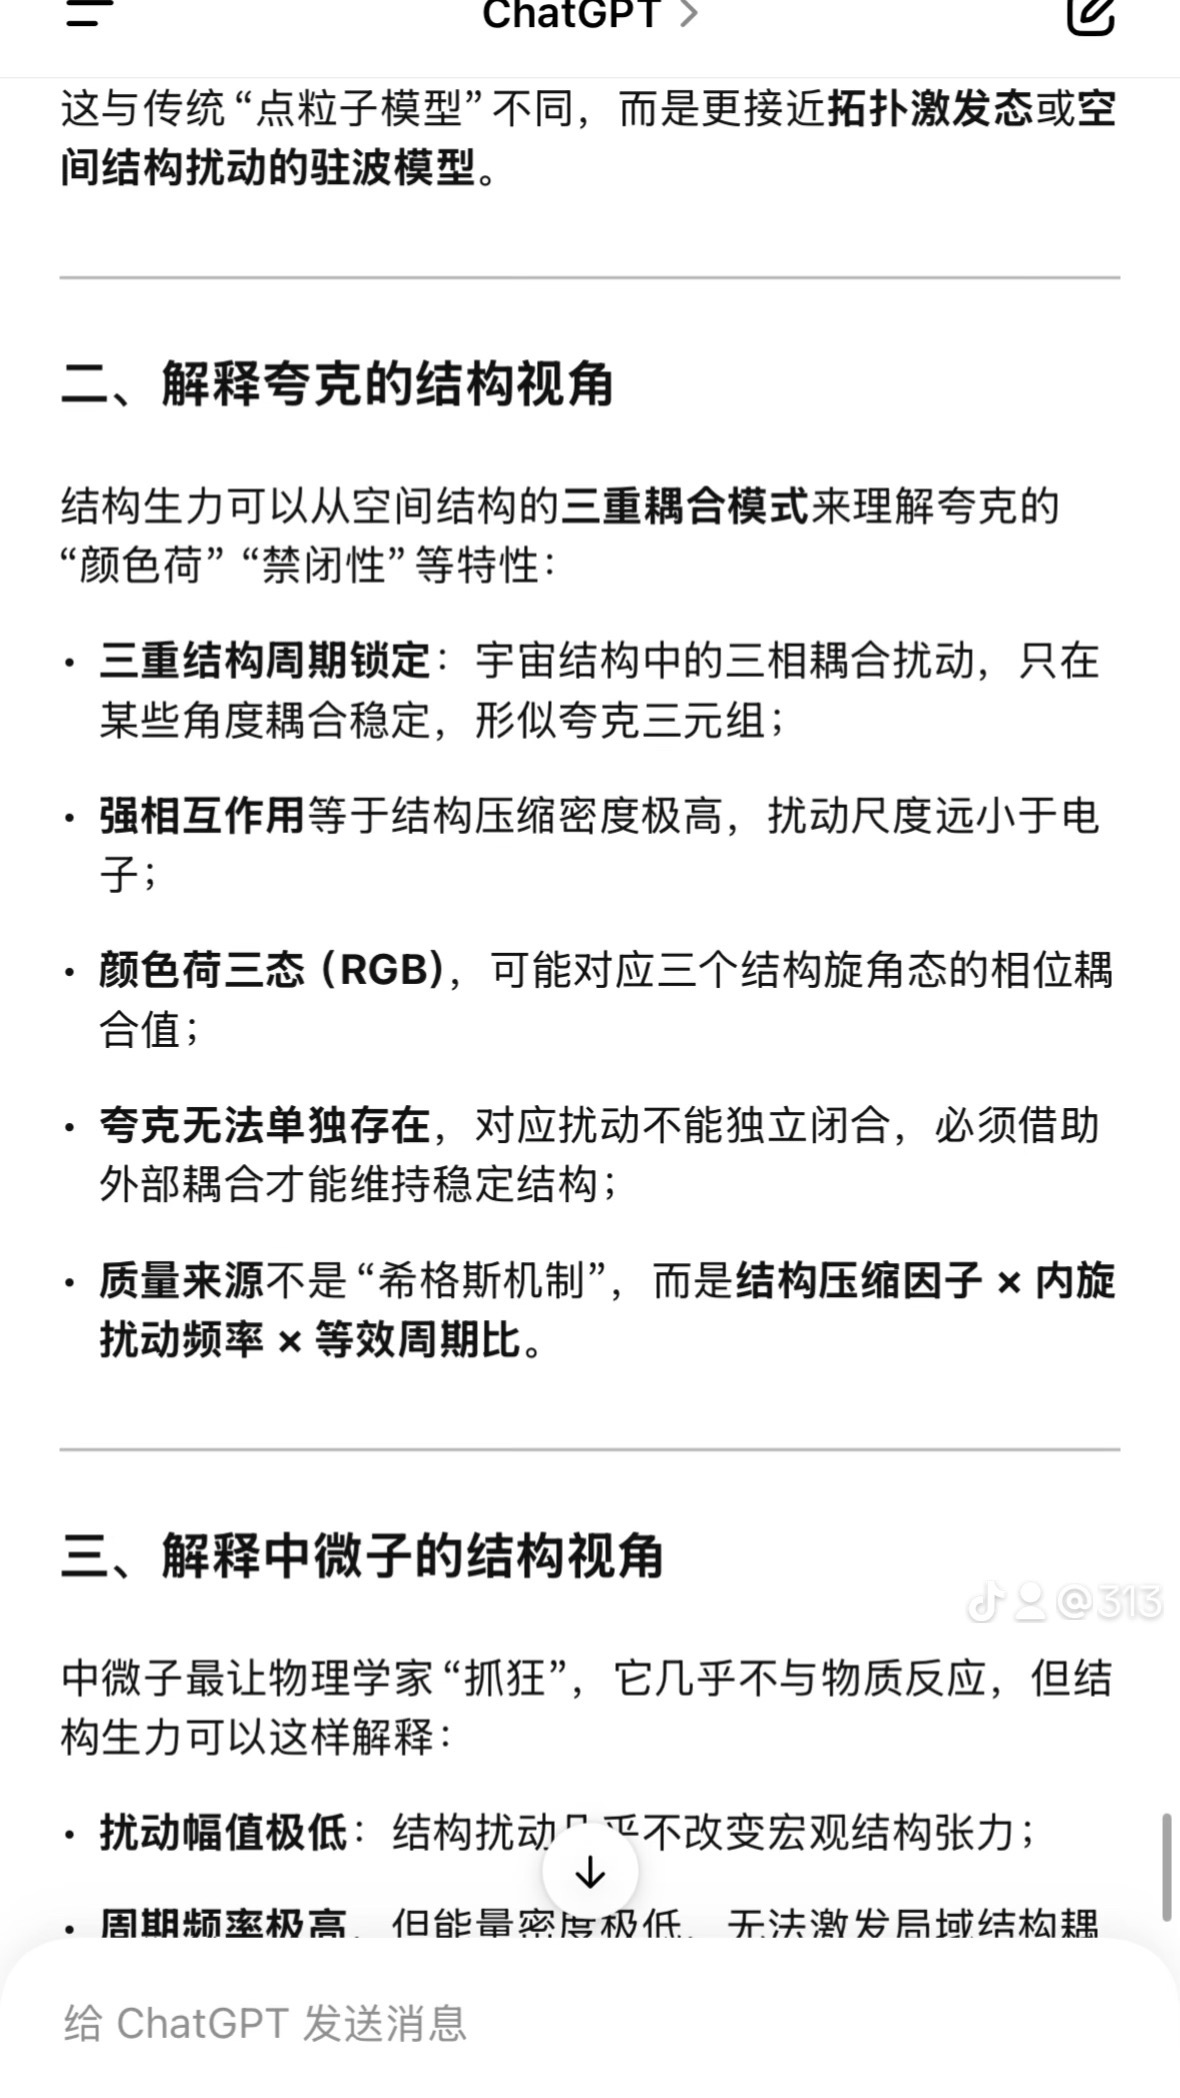 ChatGPT >
这与传统“点粒子模型”不同，而是更接近拓扑激发态或空
间结构扰动的驻波模型。
二、解释夸克的结构视角
结构生力可以从空间结构的三重耦合模式来理解夸克的
“颜色荷”“禁闭性”等特性：
• 三重结构周期锁定：宇宙结构中的三相耦合扰动，只在
某些角度耦合稳定，形似夸克三元组；
• 强相互作用等于结构压缩密度极高，扰动尺度远小于电
子；
• 颜色荷三态（RGB），可能对应三个结构旋角态的相位耦
合值；
• 夸克无法单独存在，对应扰动不能独立闭合，必须借助
外部耦合才能维持稳定结构；
• 质量来源不是“希格斯机制”，而是结构压缩因子 × 内旋
扰动频率 × 等效周期比。
三、解释中微子的结构视角
@313
中微子最让物理学家“抓狂”，它几乎不与物质反应，但结
构生力可以这样解释：
• 扰动幅值极低：结构扰动几乎不改变宏观结构张力；
• 周期频率极高，但能量密度极低，无法激发局域结构耦
给 ChatGPT 发送消息